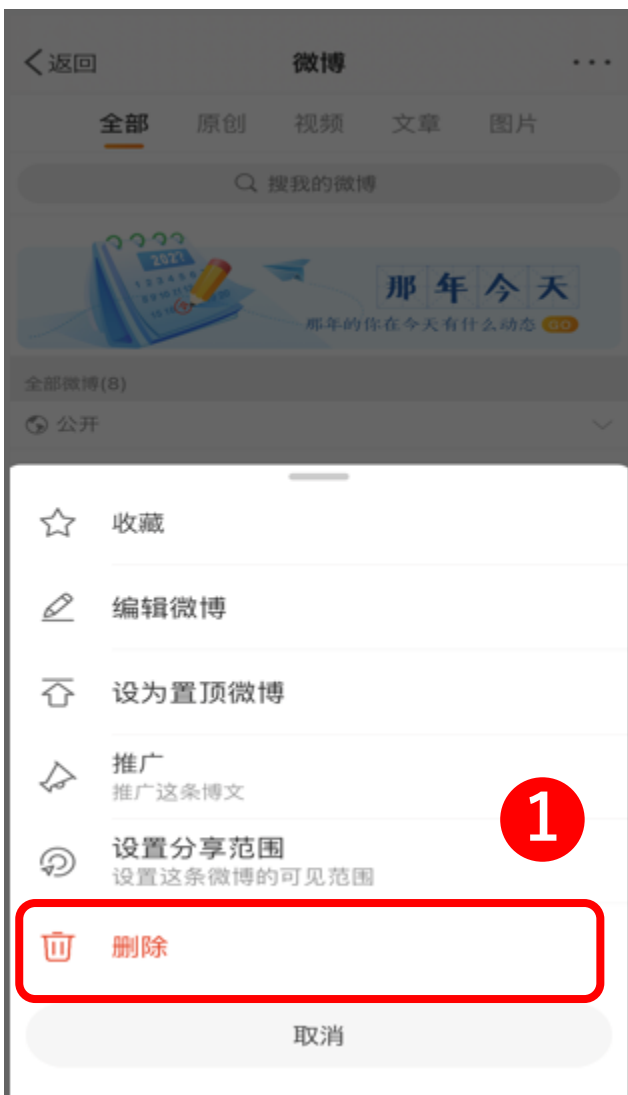 返回 微博 ...
全部 原创 视频 文章 图片
搜我的微博
202?
那年今天
那年的你在今天有什么动态 GO
全部微博(8)
公开
收藏
编辑微博
设为置顶微博
推广
推广这条博文
1
设置分享范围
设置这条微博的可见范围
删除
取消